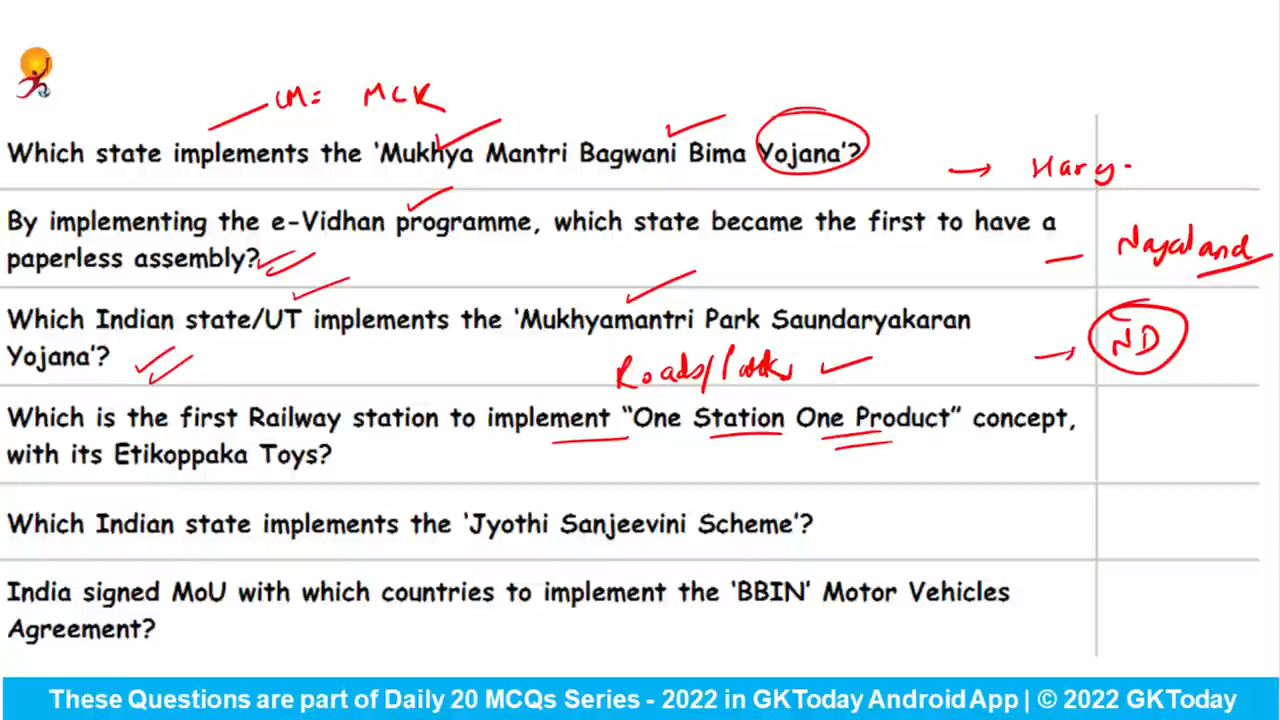 CM = MLK
Which state implements the 'Mukhya Mantri Bagwani Bima Yojana'?
→ Hary.
By implementing the e-Vidhan programme, which state became the first to have a
paperless assembly?
Nagaland
Which Indian state/UT implements the 'Mukhyamantri Park Saundaryakaran
Yojana'?
→ ND
Roads/Parks
Which is the first Railway station to implement "One Station One Product" concept,
with its Etikoppaka Toys?
Which Indian state implements the 'Jyothi Sanjeevini Scheme'?
India signed MoU with which countries to implement the 'BBIN' Motor Vehicles
Agreement?
These Questions are part of Daily 20 MCQs Series - 2022 in GKToday Android App | © 2022 GKToday